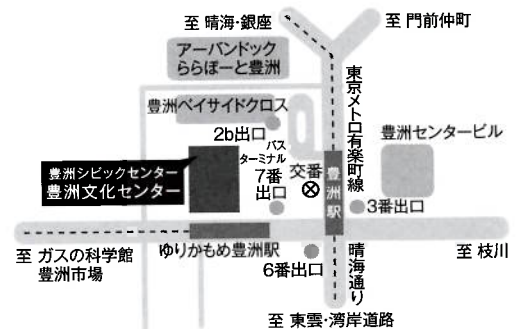 至 晴海・銀座
至 門前仲町
アーバンドック
ららぽーと豊洲
東京メトロ有楽町線
豊洲ベイサイドクロス
2b出口
豊洲センタービル
バス
ターミナル
7番
出口
交番
豊洲駅
豊洲シビックセンター
豊洲文化センター
3番出口
至 ガスの科学館
豊洲市場
ゆりかもめ豊洲駅
6番出口
晴海通り
至 枝川
至 東雲・湾岸道路